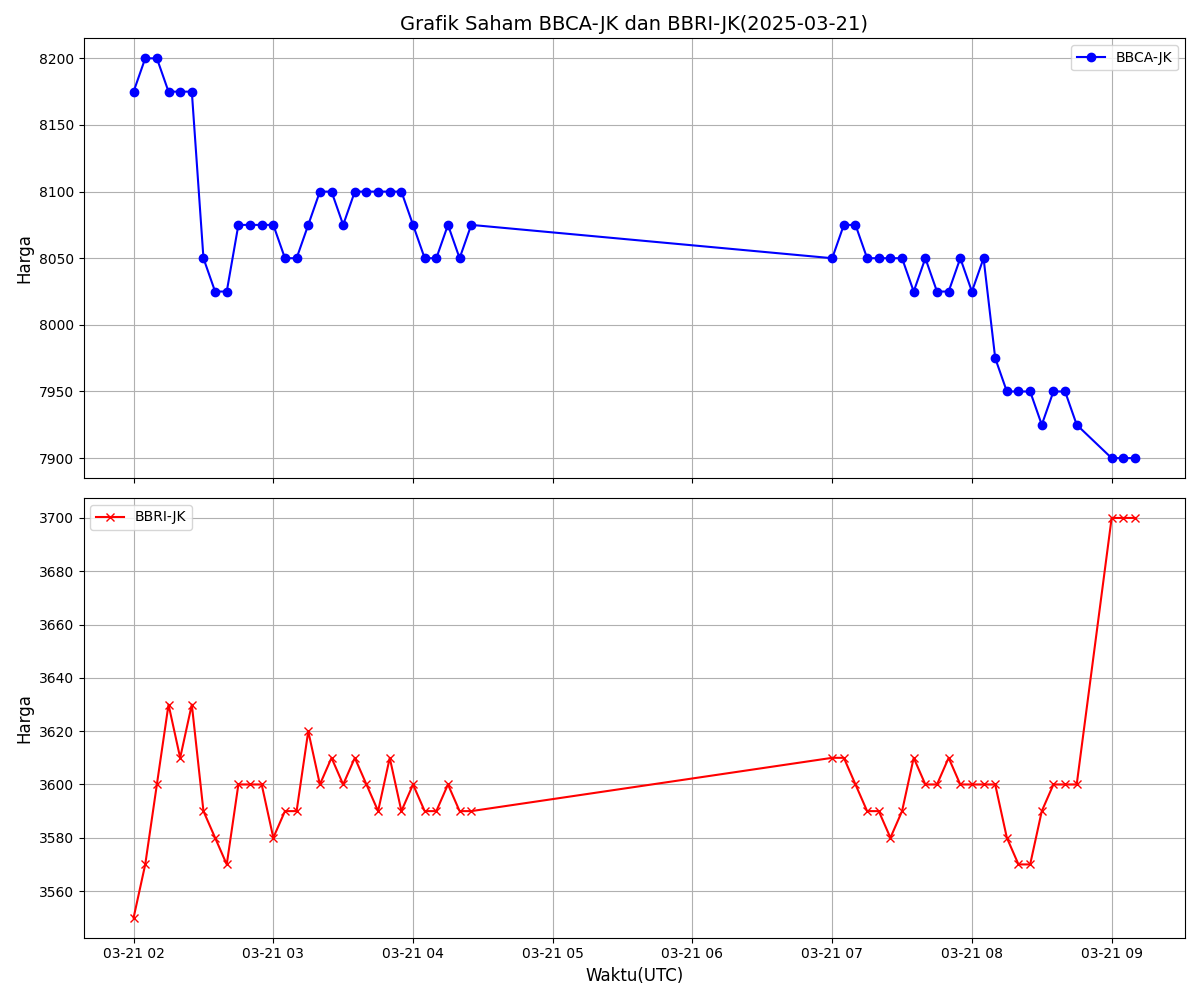 Grafik Saham BBCA-JK dan BBRI-JK(2025-03-21)
BBCA-JK
Harga
8200
8150
8100
8050
8000
7950
7900
BBRI-JK
Harga
3700
3680
3660
3640
3620
3600
3580
3560
03-21 02 03-21 03 03-21 04 03-21 05 03-21 06 03-21 07 03-21 08 03-21 09
Waktu(UTC)